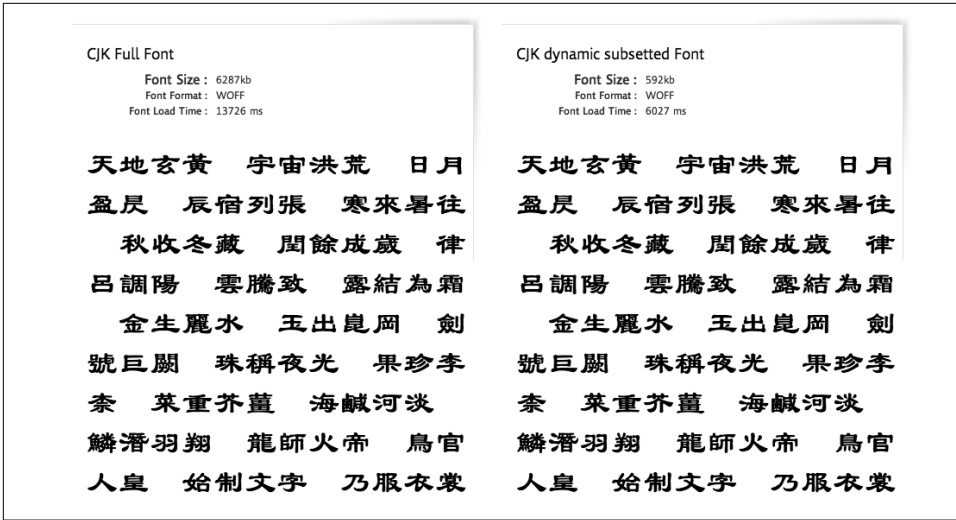 CJK Full Font
Font Size : 6287kb
Font Format : WOFF
Font Load Time : 13726 ms
天地玄黃 宇宙洪荒 日月
盈昃 辰宿列張 寒來暑往
秋收冬藏 閏餘成歲 律
呂調陽 雲騰致 露結為霜
金生麗水 玉出崑岡 劍
號巨闕 珠稱夜光 果珍李
柰 菜重芥薑 海鹹河淡
鱗潛羽翔 龍師火帝 鳥官
人皇 始制文字 乃服衣裳
CJK dynamic subsetted Font
Font Size : 592kb
Font Format : WOFF
Font Load Time : 6027 ms
天地玄黃 宇宙洪荒 日月
盈昃 辰宿列張 寒來暑往
秋收冬藏 閏餘成歲 律
呂調陽 雲騰致 露結為霜
金生麗水 玉出崑岡 劍
號巨闕 珠稱夜光 果珍李
柰 菜重芥薑 海鹹河淡
鱗潛羽翔 龍師火帝 鳥官
人皇 始制文字 乃服衣裳